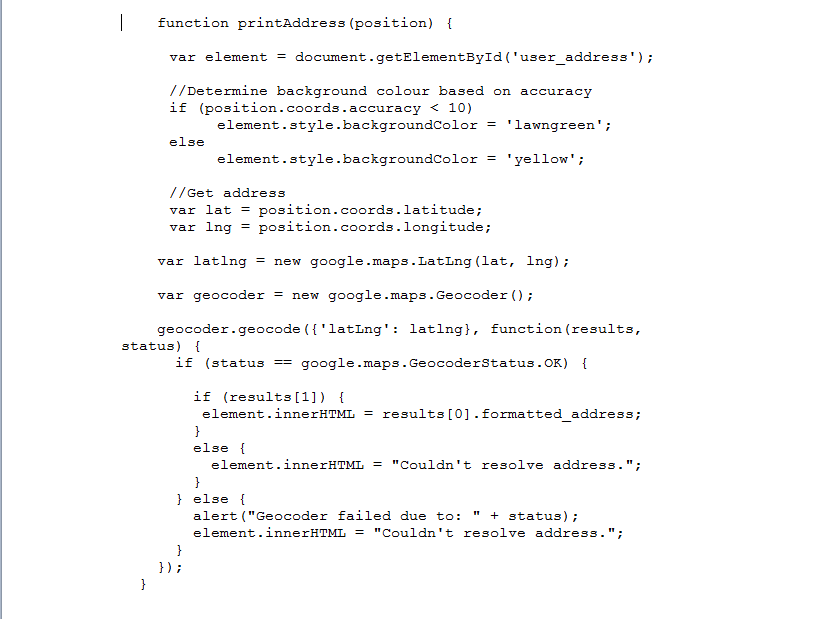 function printAddress(position) {
var element = document.getElementById('user_address');
//Determine background colour based on accuracy
if (position.coords.accuracy < 10)
element.style.backgroundColor = 'lawngreen';
else
element.style.backgroundColor = 'yellow';
//Get address
var lat = position.coords.latitude;
var lng = position.coords.longitude;
var latlng = new google.maps.LatLng(lat, lng);
var geocoder = new google.maps.Geocoder();
geocoder.geocode({'latLng': latlng}, function(results,
status) {
if (status == google.maps.GeocoderStatus.OK) {
if (results[1]) {
element.innerHTML = results[0].formatted_address;
}
else {
element.innerHTML = "Couldn't resolve address.";
}
} else {
alert("Geocoder failed due to: " + status);
element.innerHTML = "Couldn't resolve address.";
}
});
}